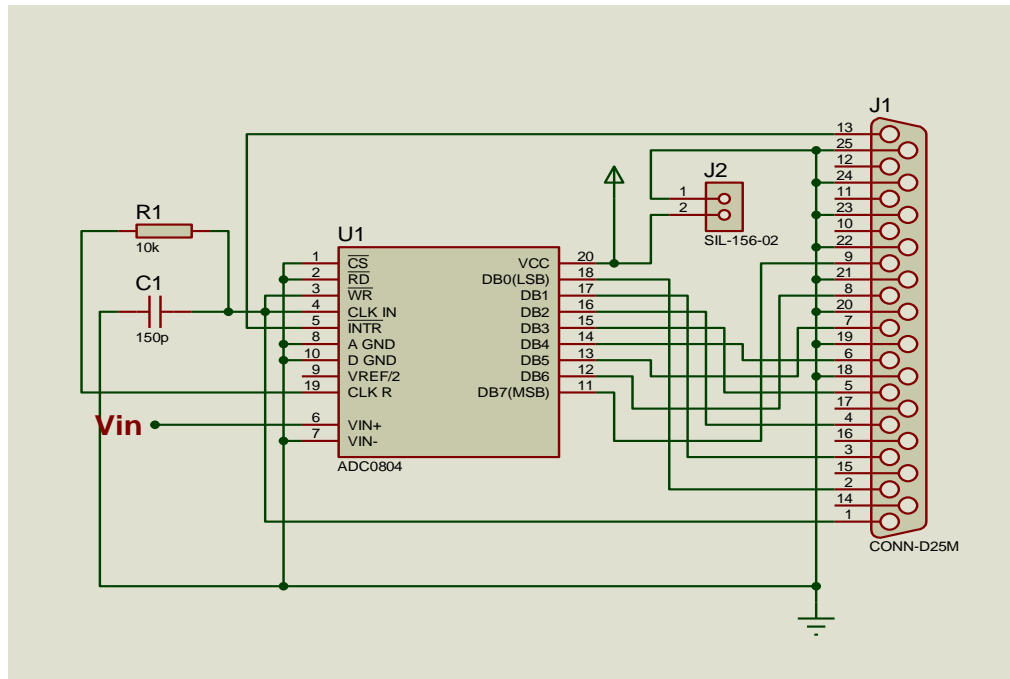 J1
13
25
12
24
11
23
10
22
9
21
8
20
7
19
6
18
5
17
4
16
3
15
2
14
1
CONN-D25M
J2
1
2
SIL-156-02
R1
10k
C1
150p
U1
1 CS
2 RD
3 WR
4 CLK IN
5 INTR
8 A GND
10 D GND
9 VREF/2
19 CLK R
6 VIN+
7 VIN-
VCC 20
DB0(LSB) 18
DB1 17
DB2 16
DB3 15
DB4 14
DB5 13
DB6 12
DB7(MSB) 11
ADC0804
Vin